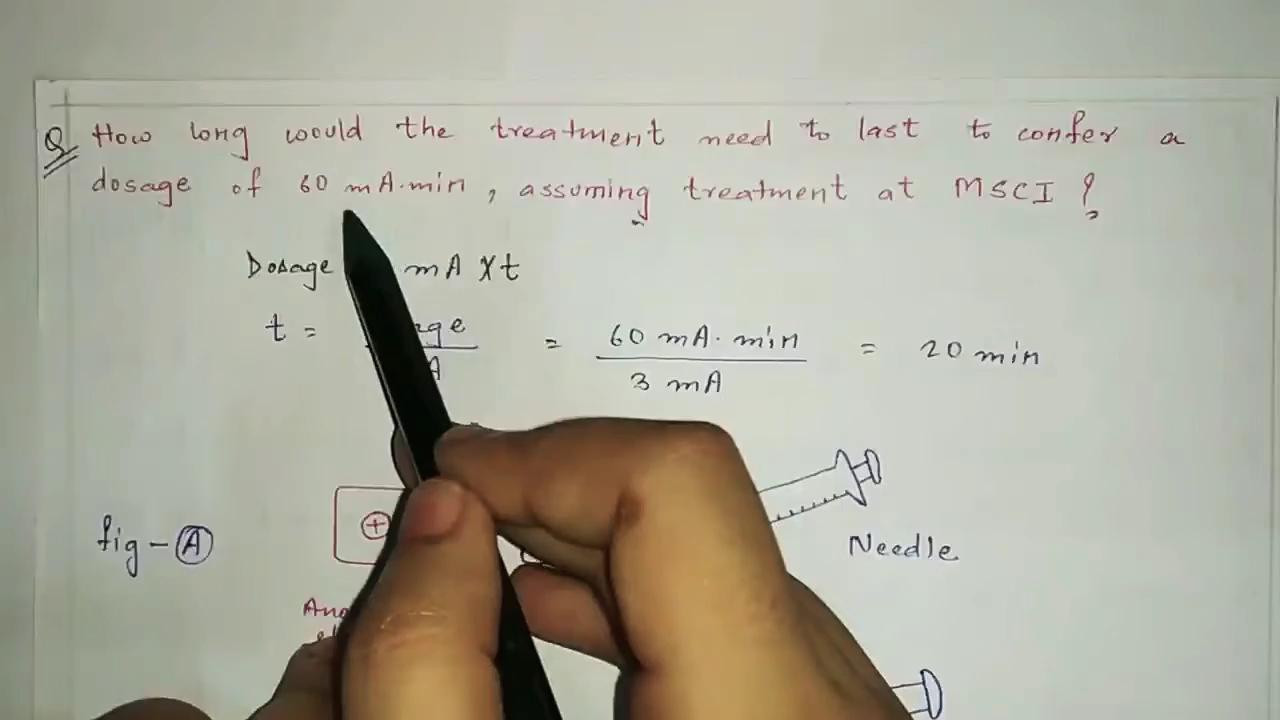 Q How long would the treatment need to last to confer a
dosage of 60 mA.min, assuming treatment at MSCI ?
Dosage mA X t
t = = 60 mA. min = 20 min
3 mA
fig - A
+
Needle